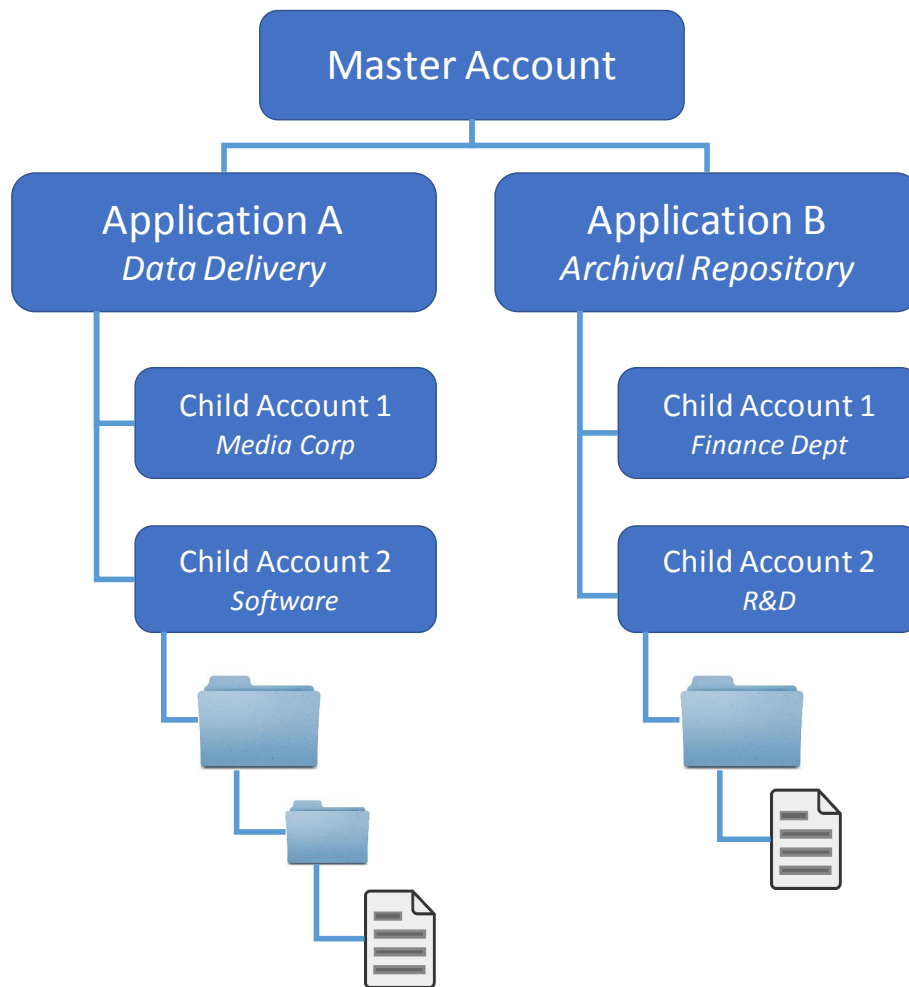 Master Account
Application A
Data Delivery
Application B
Archival Repository
Child Account 1
Media Corp
Child Account 1
Finance Dept
Child Account 2
Software
Child Account 2
R&D